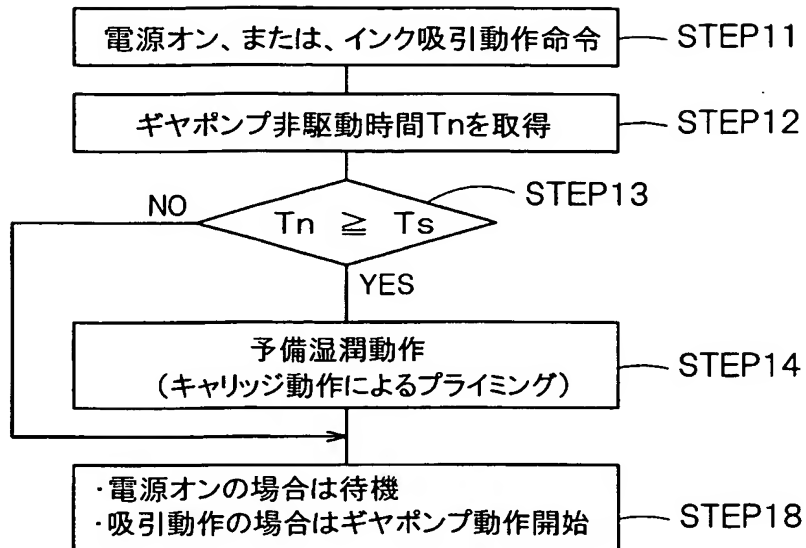 電源オン、または、インク吸引動作命令
STEP11
ギヤポンプ非駆動時間Tnを取得
STEP12
STEP13
NO
Tn ≧ Ts
YES
予備湿潤動作
(キャリッジ動作によるプライミング)
STEP14
・電源オンの場合は待機
・吸引動作の場合はギヤポンプ動作開始
STEP18